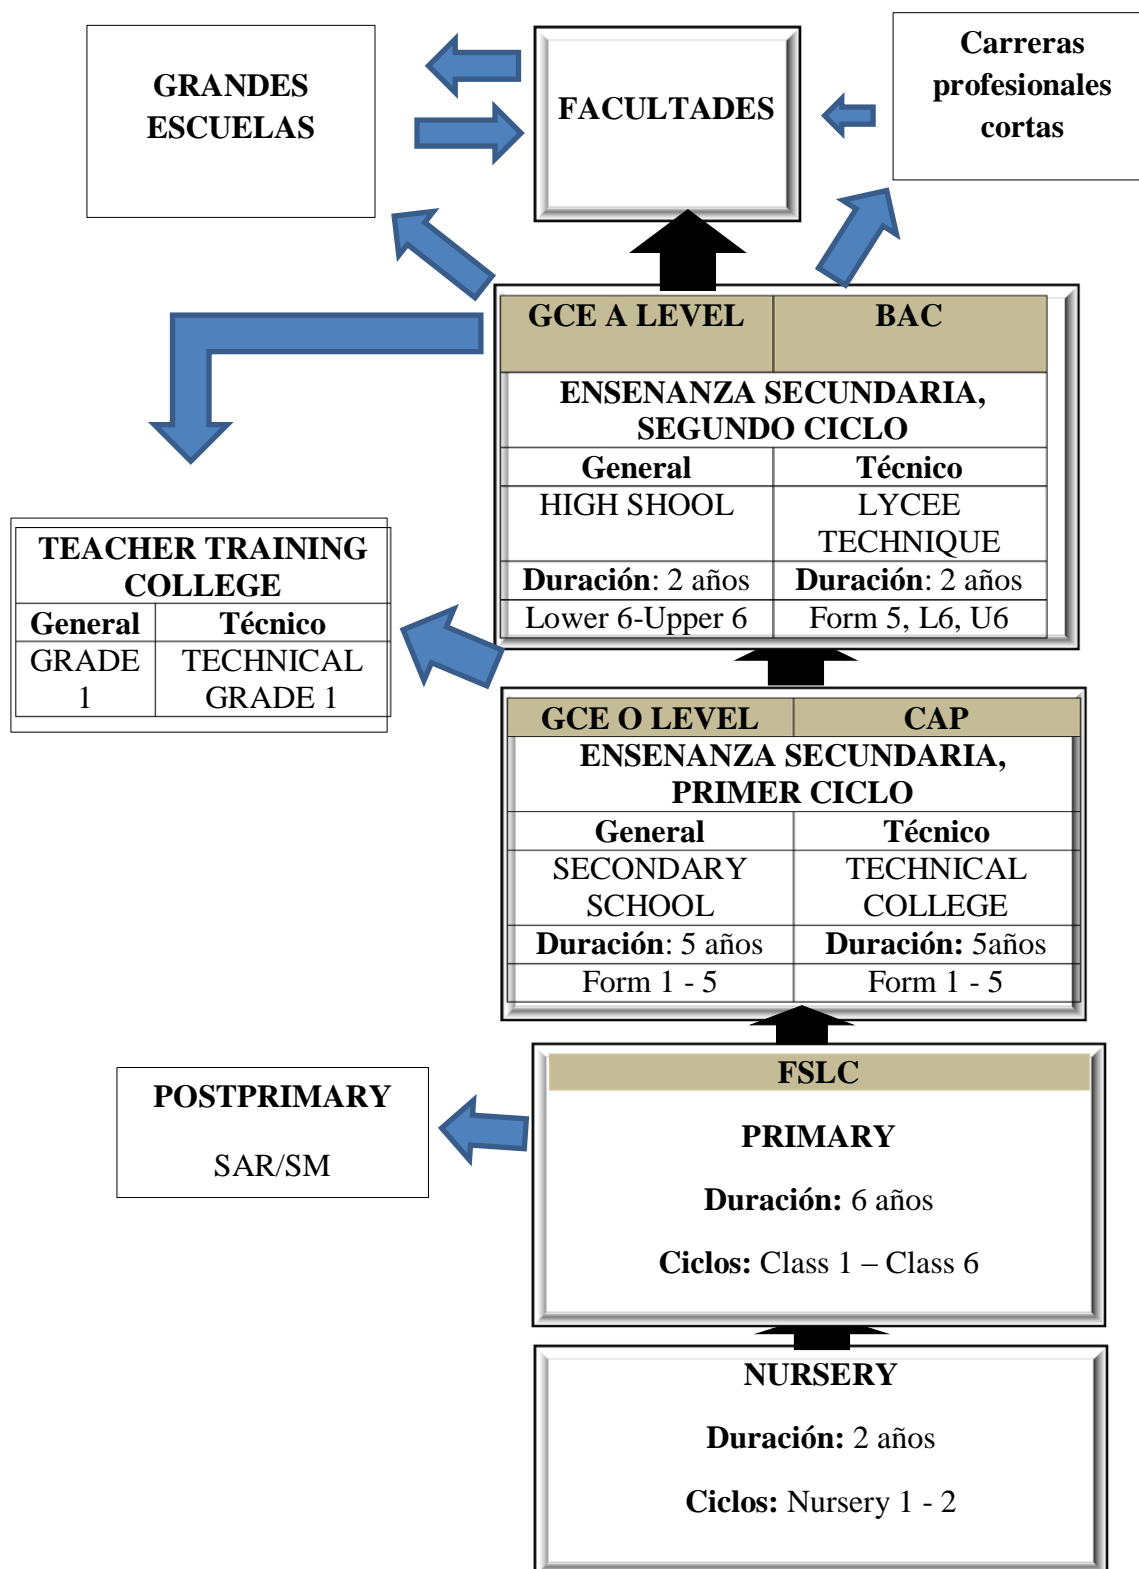 GRANDES
ESCUELAS
FACULTADES
Carreras
profesionales
cortas
GCE A LEVEL
BAC
ENSENANZA SECUNDARIA,
SEGUNDO CICLO
General
Técnico
HIGH SHOOL
LYCEE
TECHNIQUE
Duración: 2 años
Duración: 2 años
Lower 6-Upper 6
Form 5, L6, U6
TEACHER TRAINING
COLLEGE
General
Técnico
GRADE
1
TECHNICAL
GRADE 1
GCE O LEVEL
CAP
ENSENANZA SECUNDARIA,
PRIMER CICLO
General
Técnico
SECONDARY
SCHOOL
TECHNICAL
COLLEGE
Duración: 5 años
Duración: 5años
Form 1 - 5
Form 1 - 5
FSLC
PRIMARY
Duración: 6 años
Ciclos: Class 1 – Class 6
POSTPRIMARY
SAR/SM
NURSERY
Duración: 2 años
Ciclos: Nursery 1 - 2